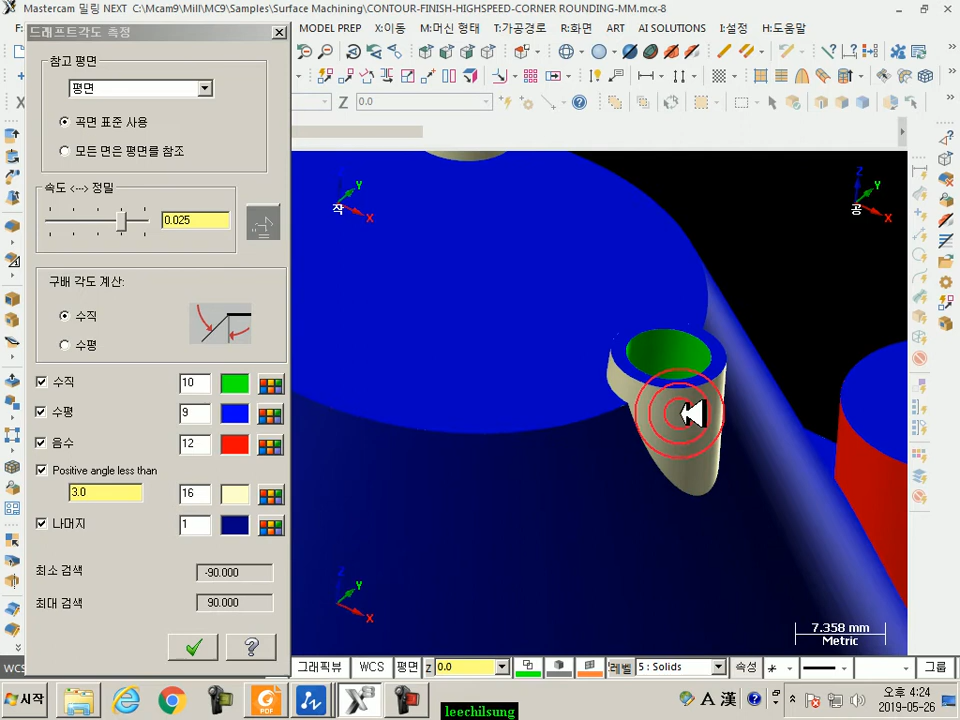 Mastercam 밀링 NEXT C:\Mcam9\Mill\MC9\Samples\Surface Machining\CONTOUR-FINISH-HIGHSPEED-CORNER ROUNDING-MM.mcx-8
F:
MODEL PREP X:이동 M:머신 형태 T:가공경로 R:화면 ART AI SOLUTIONS I:설정 H:도움말
드레프트각도 측정
참고 평면
평면
곡면 표준 사용
모든 면은 평면를 참조
Z 0.0
속도 <---> 정밀
0.025
구배 각도 계산:
수직
수평
수직 10
수평 9
음수 12
Positive angle less than
3.0 16
나머지 1
최소 검색 -90.000
최대 검색 90.000
Z Y X 작
Z Y X 공
Z Y X
7.358 mm
Metric
WCS 그래픽뷰 WCS 평면 Z 0.0 레벨 5 : Solids 속성 그룹
시작
PDF
A 漢
오후 4:24
2019-05-26
leechilsung